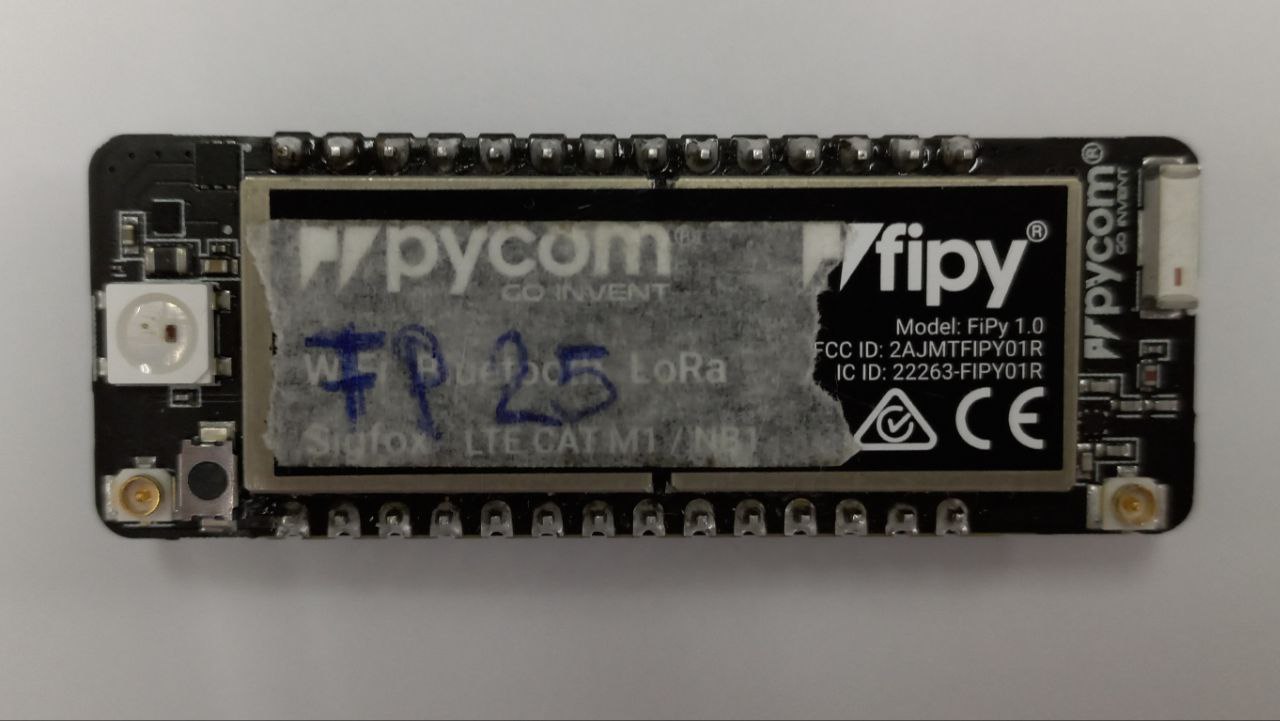 pycom®
GO INVENT
fipy®
Model: FiPy 1.0
FCC ID: 2AJMTFIPY01R
IC ID: 22263-FIPY01R
WiFi Bluetooth LoRa
FP 25
Sigfox LTE CAT M1 / NB1
CE
pycom®
GO INVENT